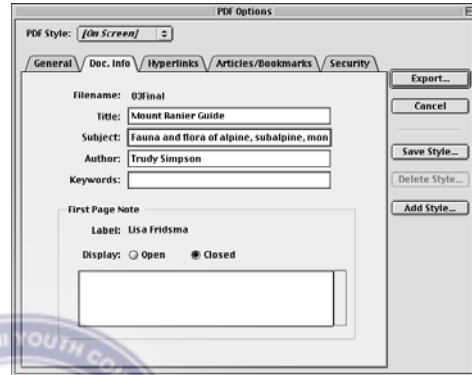 PDF Options
PDF Style: [On Screen]
General Doc. Info Hyperlinks Articles/Bookmarks Security
Export...
Filename: 03Final
Cancel
Title: Mount Ranier Guide
Subject: Fauna and flora of alpine, subalpine, mon
Save Style...
Author: Trudy Simpson
Keywords:
Delete Style...
First Page Note
Add Style...
Label: Lisa Fridsma
Display: Open Closed
YOUTH